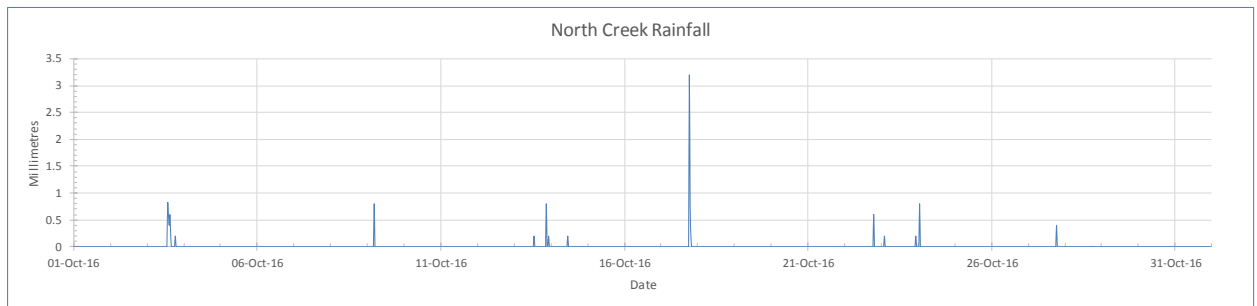 North Creek Rainfall
3.5
3
2.5
2
1.5
1
0.5
0
Millimetres
01-Oct-16 06-Oct-16 11-Oct-16 16-Oct-16 21-Oct-16 26-Oct-16 31-Oct-16
Date